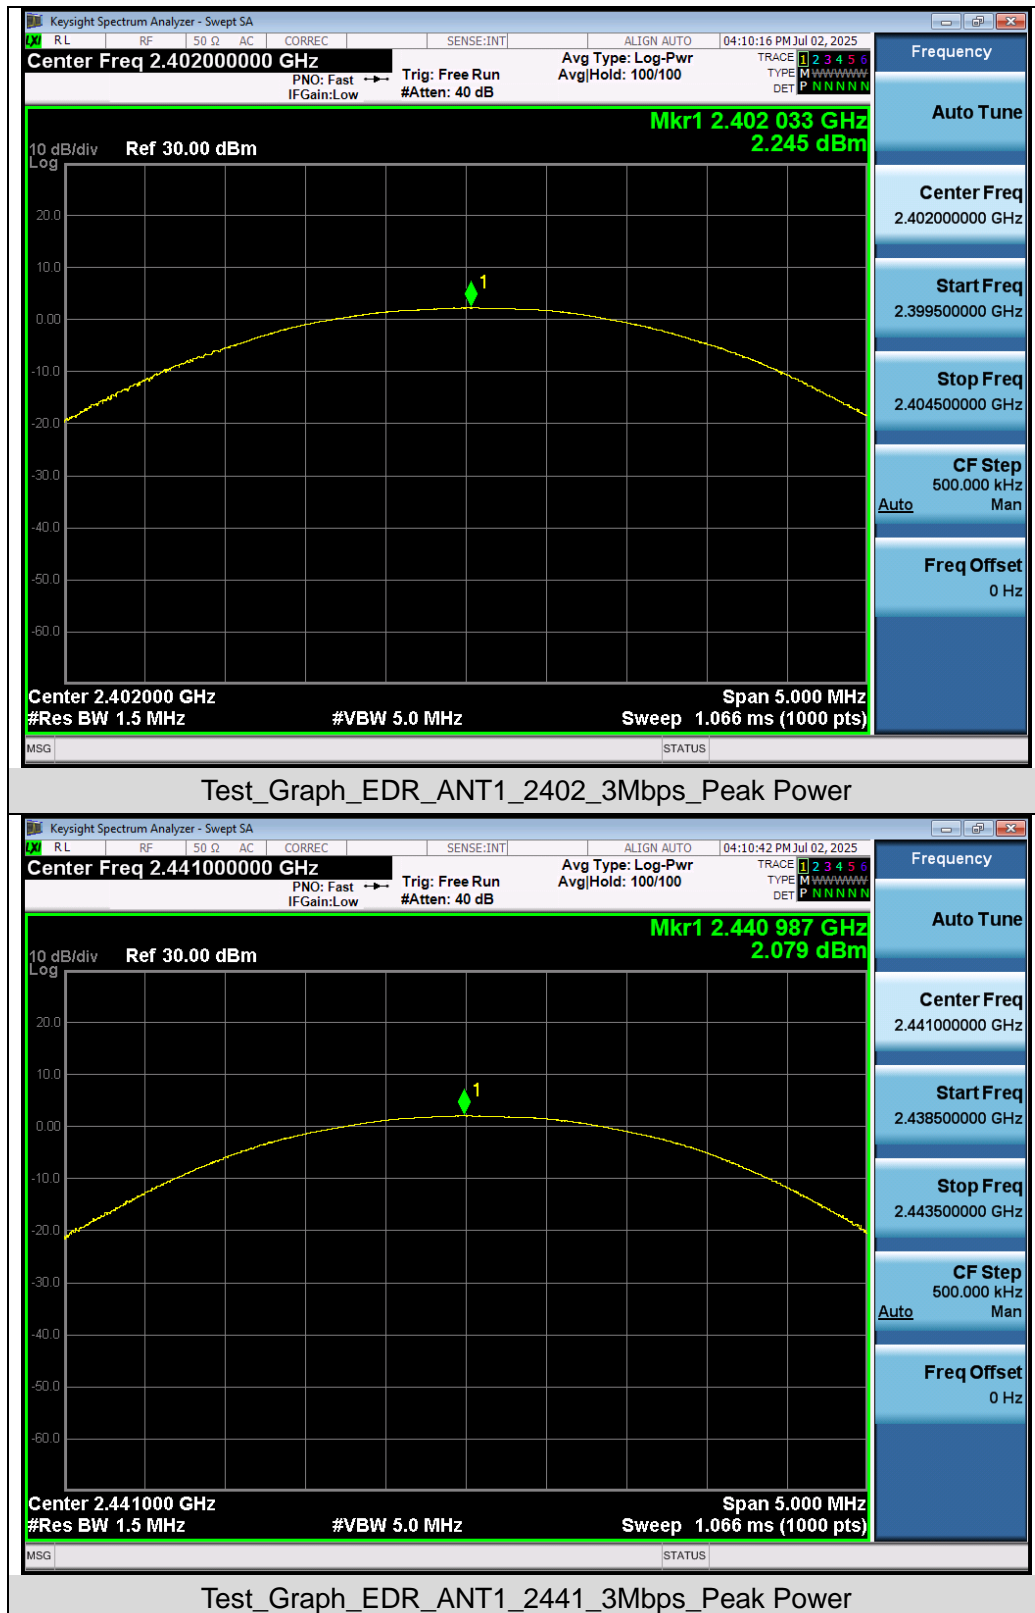 Keysight Spectrum Analyzer - Swept SA
LXI RL RF 50 Ω AC CORREC SENSE:INT ALIGN AUTO 04:10:16 PM Jul 02, 2025
Center Freq 2.402000000 GHz
PNO: Fast
IFGain:Low
Trig: Free Run
#Atten: 40 dB
Avg Type: Log-Pwr
Avg|Hold: 100/100
TRACE 1 2 3 4 5 6
TYPE M WWWWW
DET P N N N N N
Mkr1 2.402 033 GHz
2.245 dBm
10 dB/div Ref 30.00 dBm
Log
20.0
10.0
0.00
-10.0
-20.0
-30.0
-40.0
-50.0
-60.0
1
Center 2.402000 GHz Span 5.000 MHz
#Res BW 1.5 MHz #VBW 5.0 MHz Sweep 1.066 ms (1000 pts)
MSG STATUS
Frequency
Auto Tune
Center Freq
2.402000000 GHz
Start Freq
2.399500000 GHz
Stop Freq
2.404500000 GHz
CF Step
500.000 kHz
Auto Man
Freq Offset
0 Hz
Test_Graph_EDR_ANT1_2402_3Mbps_Peak Power
Keysight Spectrum Analyzer - Swept SA
LXI RL RF 50 Ω AC CORREC SENSE:INT ALIGN AUTO 04:10:42 PM Jul 02, 2025
Center Freq 2.441000000 GHz
PNO: Fast
IFGain:Low
Trig: Free Run
#Atten: 40 dB
Avg Type: Log-Pwr
Avg|Hold: 100/100
TRACE 1 2 3 4 5 6
TYPE M WWWWW
DET P N N N N N
Mkr1 2.440 987 GHz
2.079 dBm
10 dB/div Ref 30.00 dBm
Log
20.0
10.0
0.00
-10.0
-20.0
-30.0
-40.0
-50.0
-60.0
1
Center 2.441000 GHz Span 5.000 MHz
#Res BW 1.5 MHz #VBW 5.0 MHz Sweep 1.066 ms (1000 pts)
MSG STATUS
Frequency
Auto Tune
Center Freq
2.441000000 GHz
Start Freq
2.438500000 GHz
Stop Freq
2.443500000 GHz
CF Step
500.000 kHz
Auto Man
Freq Offset
0 Hz
Test_Graph_EDR_ANT1_2441_3Mbps_Peak Power